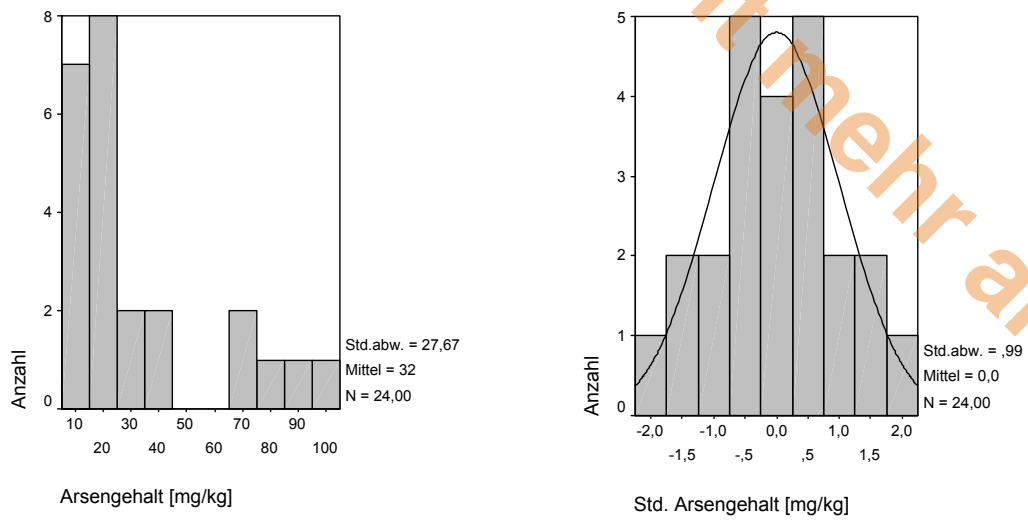 8
6
4
2
0
Anzahl
10 30 50 70 90
20 40 60 80 100
Std.abw. = 27,67
Mittel = 32
N = 24,00
Arsengehalt [mg/kg]
5
4
3
2
1
0
Anzahl
-2,0 -1,0 0,0 1,0 2,0
-1,5 -,5 ,5 1,5
Std.abw. = ,99
Mittel = 0,0
N = 24,00
Std. Arsengehalt [mg/kg]
mehr